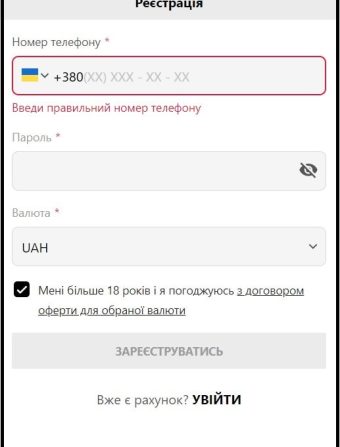 Реєстрація
Номер телефону *
+380(XX) XXX - XX - XX
Введи правильний номер телефону
Пароль *
Валюта *
UAH
Мені більше 18 років і я погоджуюсь з договором
оферти для обраної валюти
ЗАРЕЄСТРУВАТИСЬ
Вже є рахунок? УВІЙТИ